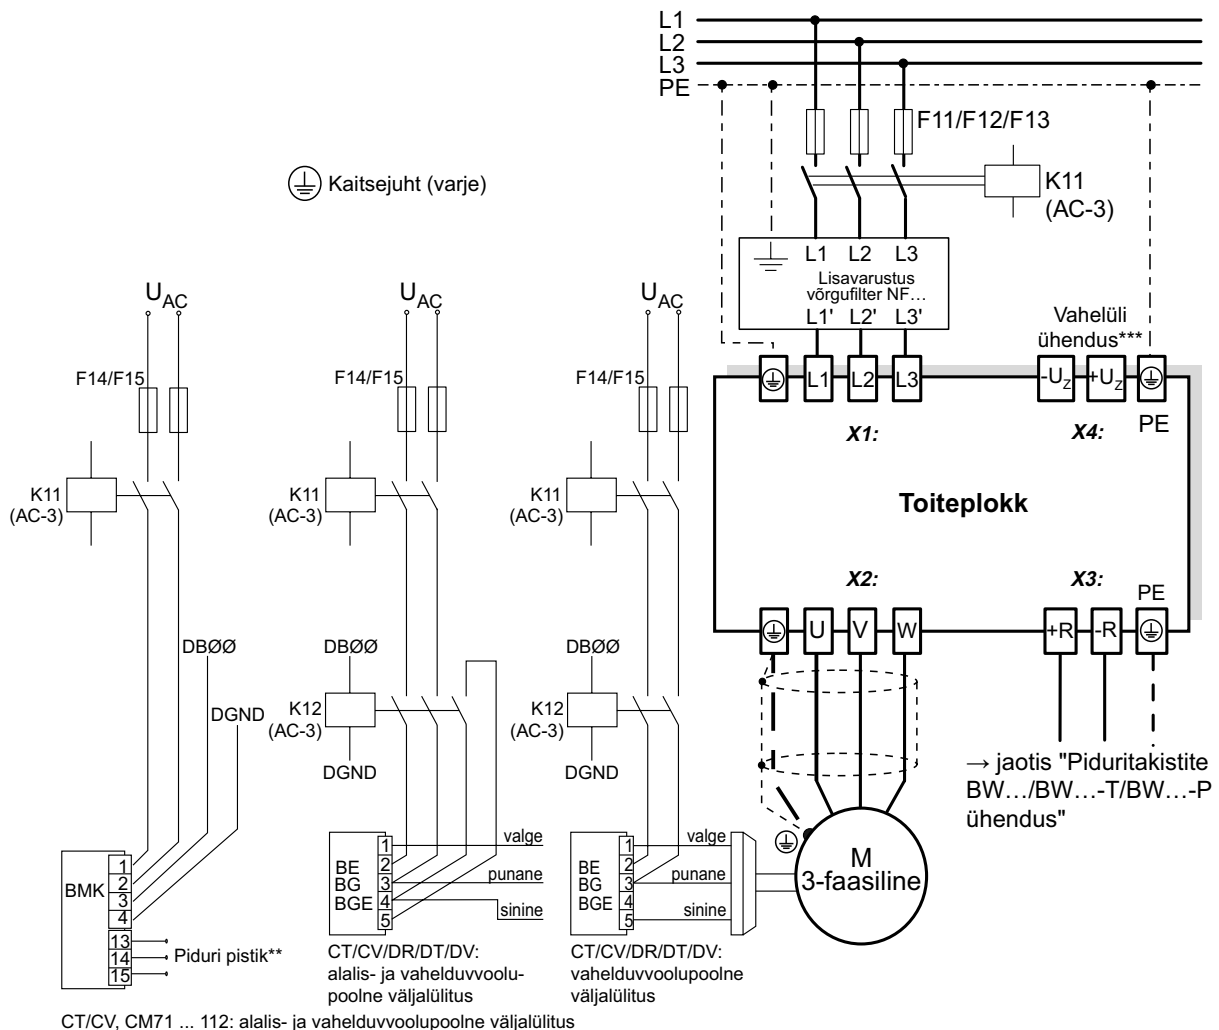 L1
L2
L3
PE
F11/F12/F13
K11
(AC-3)
Kaitsejuht (varje)
L1 L2 L3
Lisavarustus
võrgufilter NF…
L1' L2' L3'
Vahelüli
ühendus***
L1 L2 L3
-UZ +UZ
X1:
X4:
PE
Toiteplokk
X2:
X3:
PE
U V W
+R -R
→ jaotis "Piduritakistite
BW…/BW…-T/BW…-P
ühendus"
M
3-faasiline
UAC
F14/F15
K11
(AC-3)
DBØØ
DGND
BMK
1
2
3
4
13
14
15
Piduri pistik**
CT/CV, CM71 ... 112: alalis- ja vahelduvvoolupoolne väljalülitus
UAC
F14/F15
K11
(AC-3)
DBØØ
K12
(AC-3)
DGND
BE
BG
BGE
1
2
3
4
5
valge
punane
sinine
CT/CV/DR/DT/DV:
alalis- ja vahelduvvoolu-
poolne väljalülitus
UAC
F14/F15
K11
(AC-3)
DBØØ
K12
(AC-3)
DGND
BE
BG
BGE
1
2
3
4
5
valge
punane
sinine
CT/CV/DR/DT/DV:
vahelduvvoolupoolne
väljalülitus